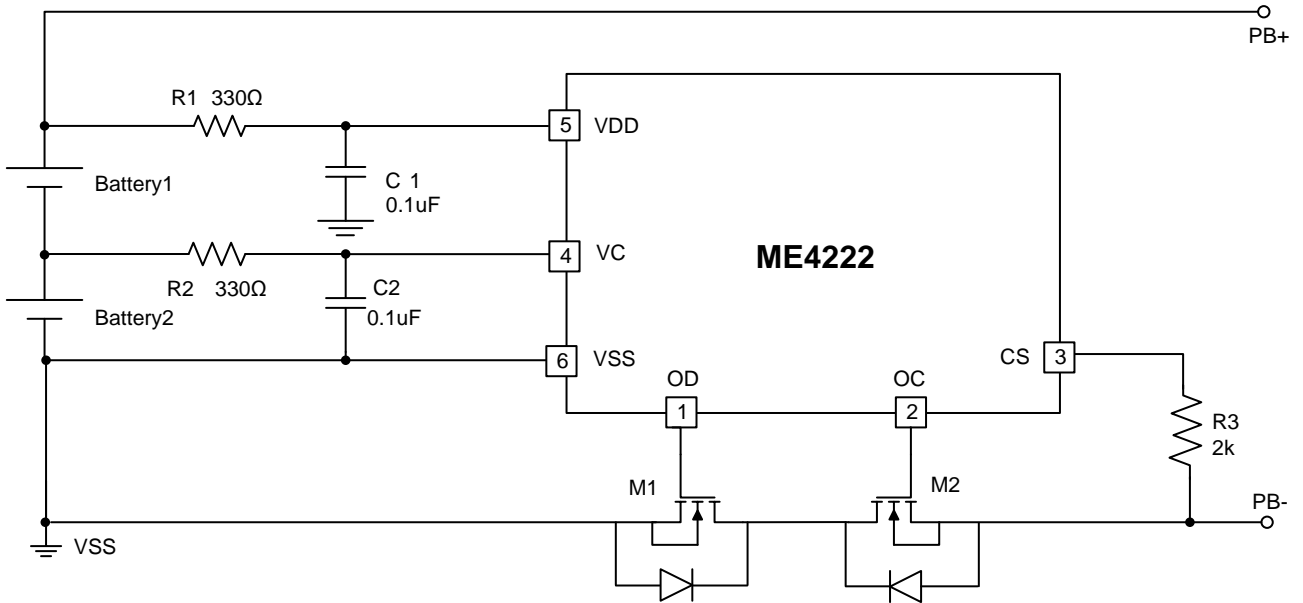 PB+
R1 330Ω
5 VDD
Battery1
C 1
0.1uF
4 VC
ME4222
R2 330Ω
C2
0.1uF
Battery2
6 VSS
CS 3
OD
1
OC
2
R3
2k
M1
M2
PB-
VSS